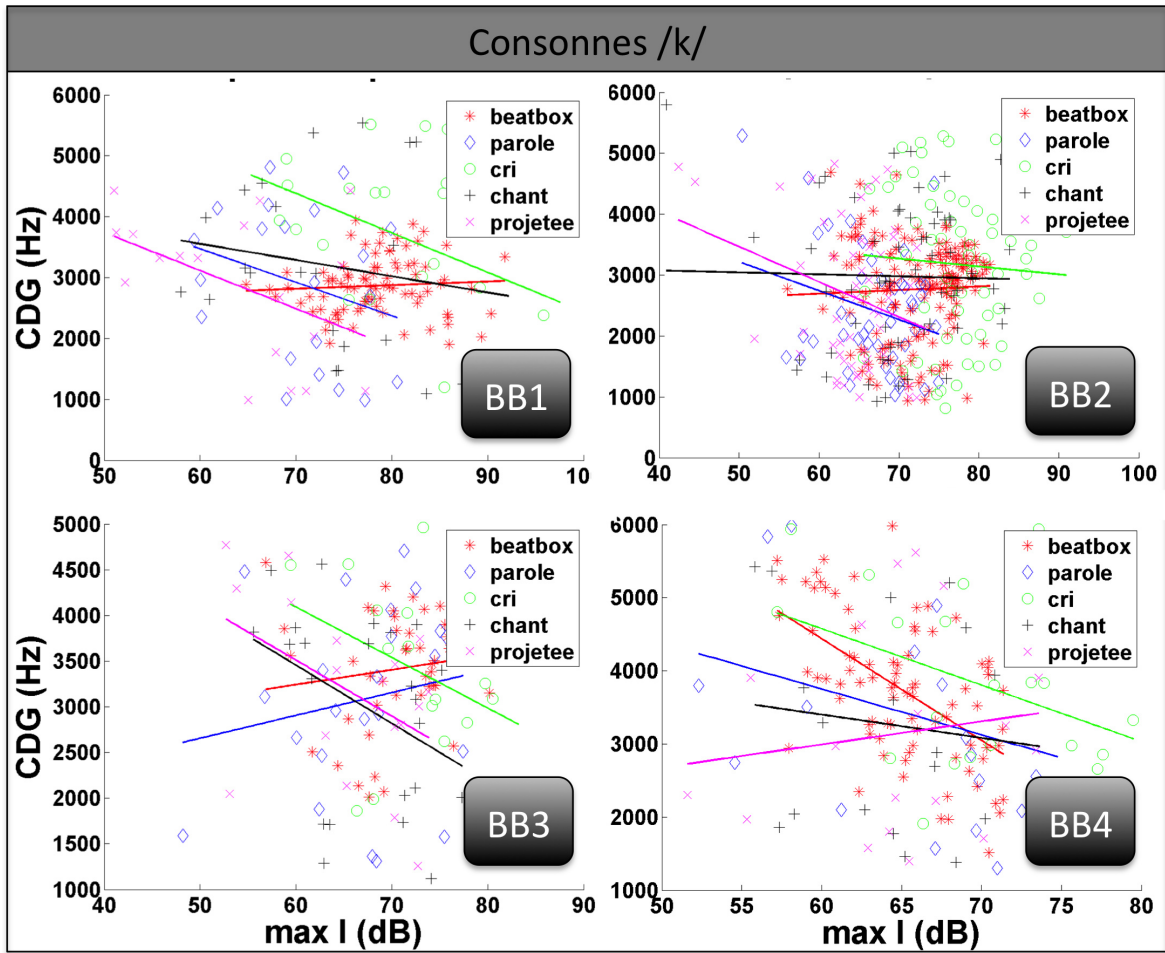 Consonnes /k/
6000
5000
4000
3000
2000
1000
0
CDG (Hz)
50
60
70
80
90
10
beatbox
parole
cri
chant
projetee
BB1
6000
5000
4000
3000
2000
1000
0
40
50
60
70
80
90
100
beatbox
parole
cri
chant
projetee
BB2
5000
4500
4000
3500
3000
2500
2000
1500
1000
CDG (Hz)
40
50
60
70
80
90
max I (dB)
beatbox
parole
cri
chant
projetee
BB3
6000
5000
4000
3000
2000
1000
50
55
60
65
70
75
80
max I (dB)
beatbox
parole
cri
chant
projetee
BB4